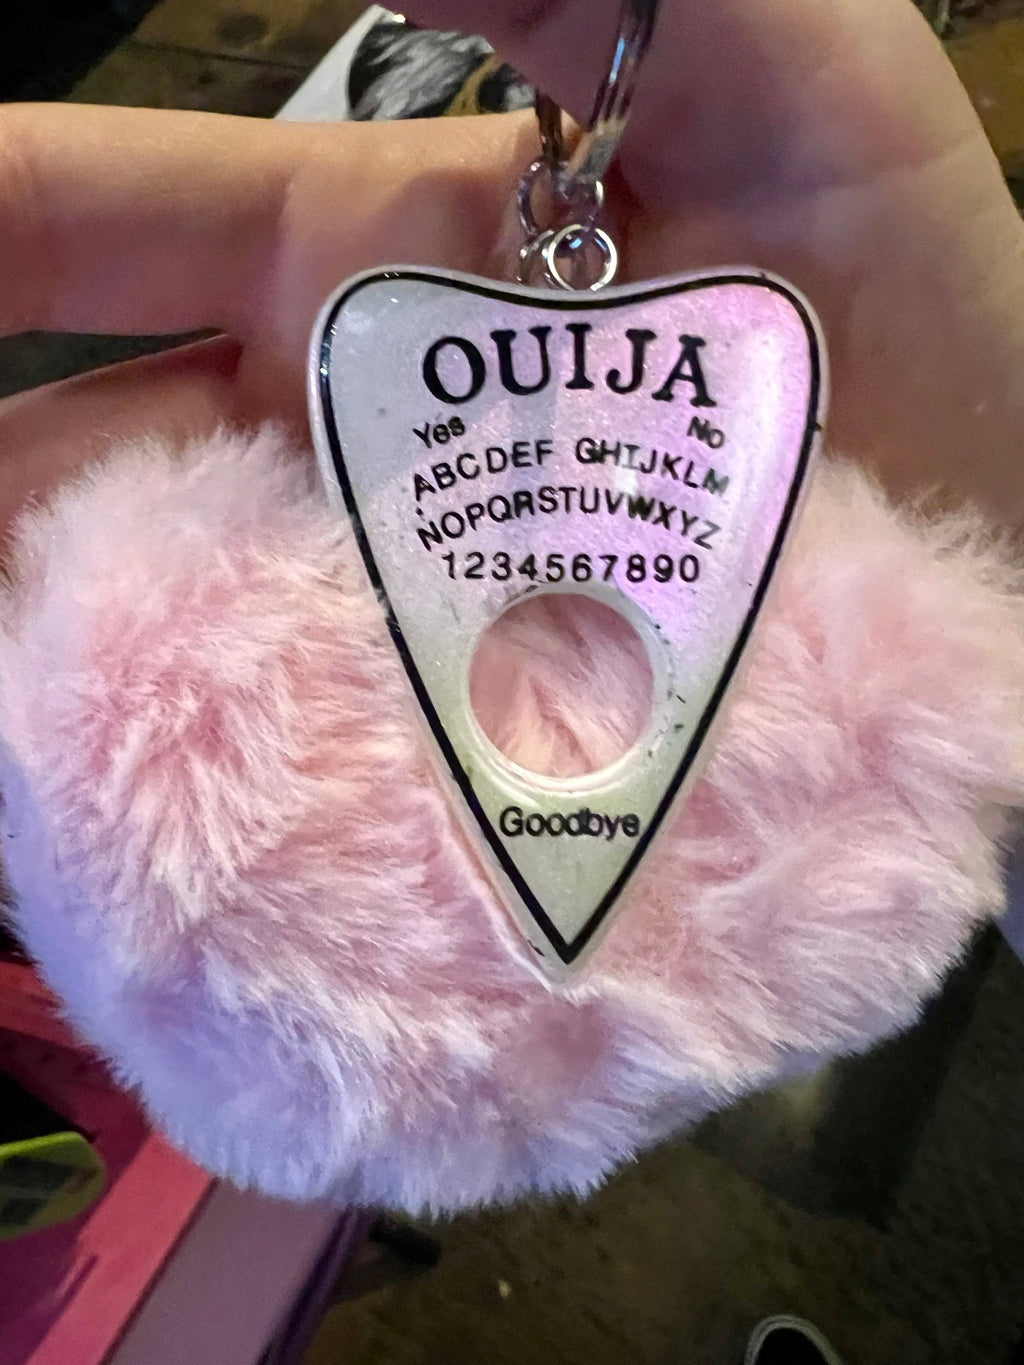 OUIJA
Yes No
ABCDEF GHIJKLM
NOPQRSTUVWXYZ
1234567890
Goodbye